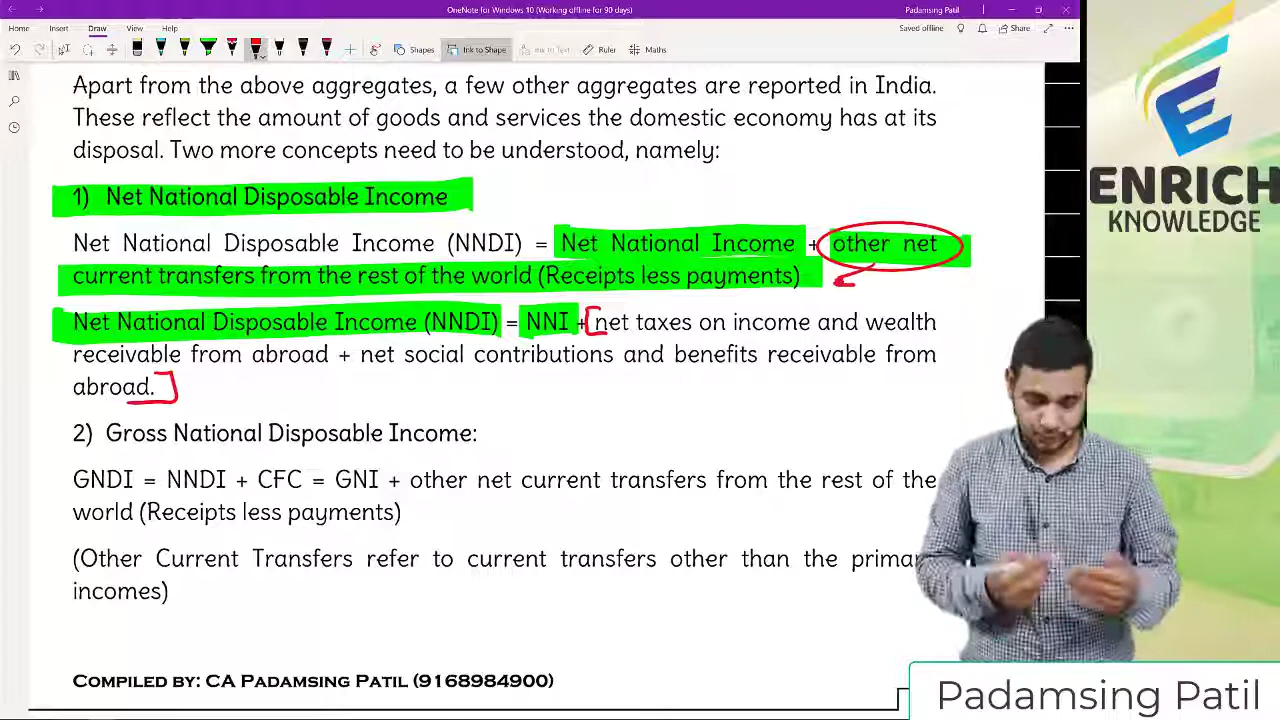 OneNote for Windows 10 (Working offline for 90 days)
Padamsing Patil
Home Insert Draw View Help
Saved offline
Share
Shapes
Ink to Shape
Ink to Text
Ruler
Maths
Apart from the above aggregates, a few other aggregates are reported in India.
These reflect the amount of goods and services the domestic economy has at its
disposal. Two more concepts need to be understood, namely:
1) Net National Disposable Income
Net National Disposable Income (NNDI) = Net National Income + other net
current transfers from the rest of the world (Receipts less payments)
Net National Disposable Income (NNDI) = NNI + net taxes on income and wealth
receivable from abroad + net social contributions and benefits receivable from
abroad.
2) Gross National Disposable Income:
GNDI = NNDI + CFC = GNI + other net current transfers from the rest of the
world (Receipts less payments)
(Other Current Transfers refer to current transfers other than the primar
incomes)
COMPILED BY: CA PADAMSING PATIL (9168984900)
ENRICH
KNOWLEDGE
Padamsing Patil